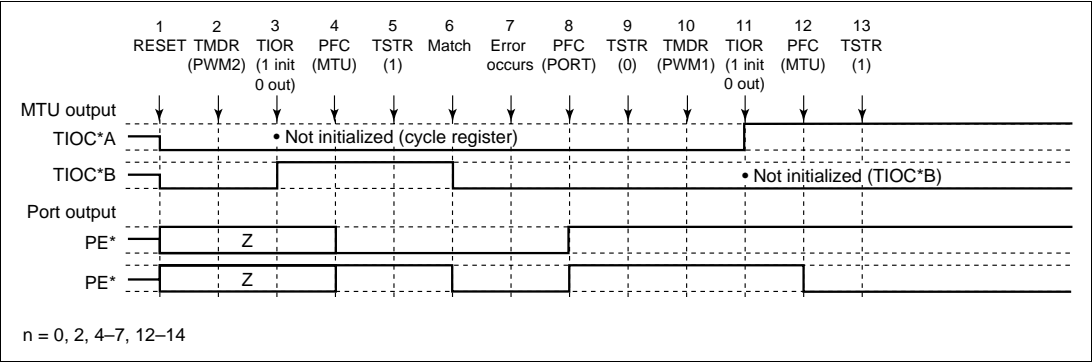 1 2 3 4 5 6 7 8 9 10 11 12 13
RESET TMDR TIOR PFC TSTR Match Error PFC TSTR TMDR TIOR PFC TSTR
(PWM2) (1 init (MTU) (1) occurs (PORT) (0) (PWM1) (1 init (MTU) (1)
0 out) 0 out)
MTU output
TIOC*A • Not initialized (cycle register)
TIOC*B • Not initialized (TIOC*B)
Port output
PE* Z
PE* Z
n = 0, 2, 4–7, 12–14